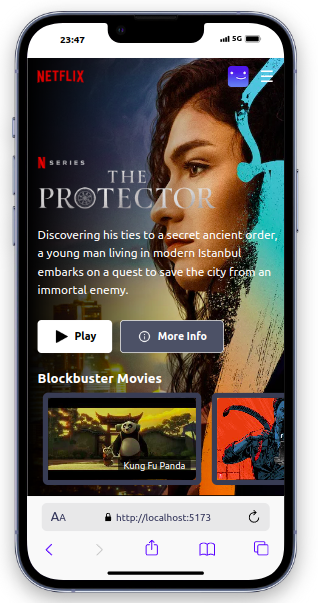 23:47
5G
NETFLIX
N SERIES
THE
PROTECTOR
Discovering his ties to a secret ancient order,
a young man living in modern Istanbul
embarks on a quest to save the city from an
immortal enemy.
Play
More Info
Blockbuster Movies
Kung Fu Panda
AA
http://localhost:5173